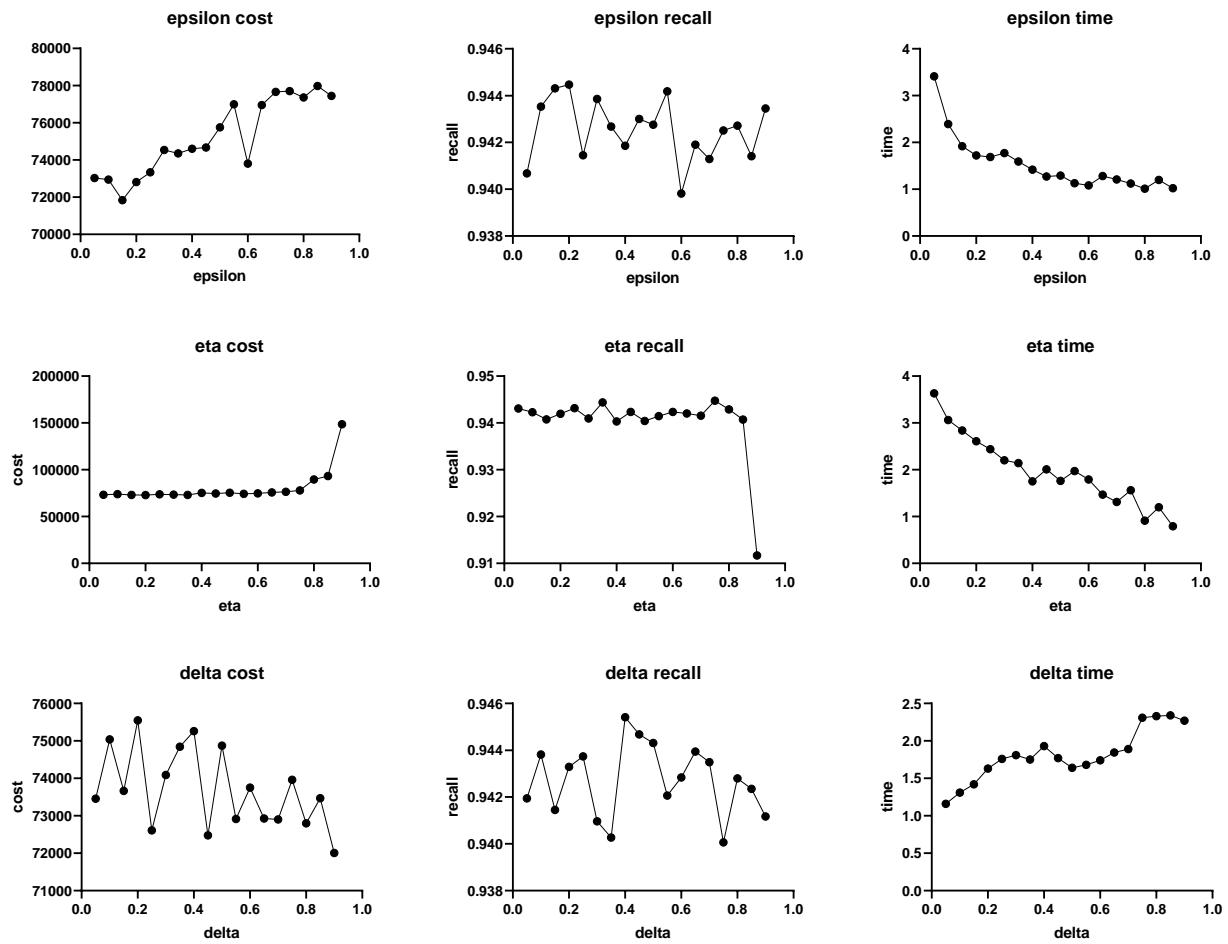 epsilon cost
80000
78000
76000
74000
72000
70000
0.0 0.2 0.4 0.6 0.8 1.0
epsilon
epsilon recall
recall
0.946
0.944
0.942
0.940
0.938
0.0 0.2 0.4 0.6 0.8 1.0
epsilon
epsilon time
time
4
3
2
1
0
0.0 0.2 0.4 0.6 0.8 1.0
epsilon
eta cost
cost
200000
150000
100000
50000
0
0.0 0.2 0.4 0.6 0.8 1.0
eta
eta recall
recall
0.95
0.94
0.93
0.92
0.91
0.0 0.2 0.4 0.6 0.8 1.0
eta
eta time
time
4
3
2
1
0
0.0 0.2 0.4 0.6 0.8 1.0
eta
delta cost
cost
76000
75000
74000
73000
72000
71000
0.0 0.2 0.4 0.6 0.8 1.0
delta
delta recall
recall
0.946
0.944
0.942
0.940
0.938
0.0 0.2 0.4 0.6 0.8 1.0
delta
delta time
time
2.5
2.0
1.5
1.0
0.5
0.0
0.0 0.2 0.4 0.6 0.8 1.0
delta